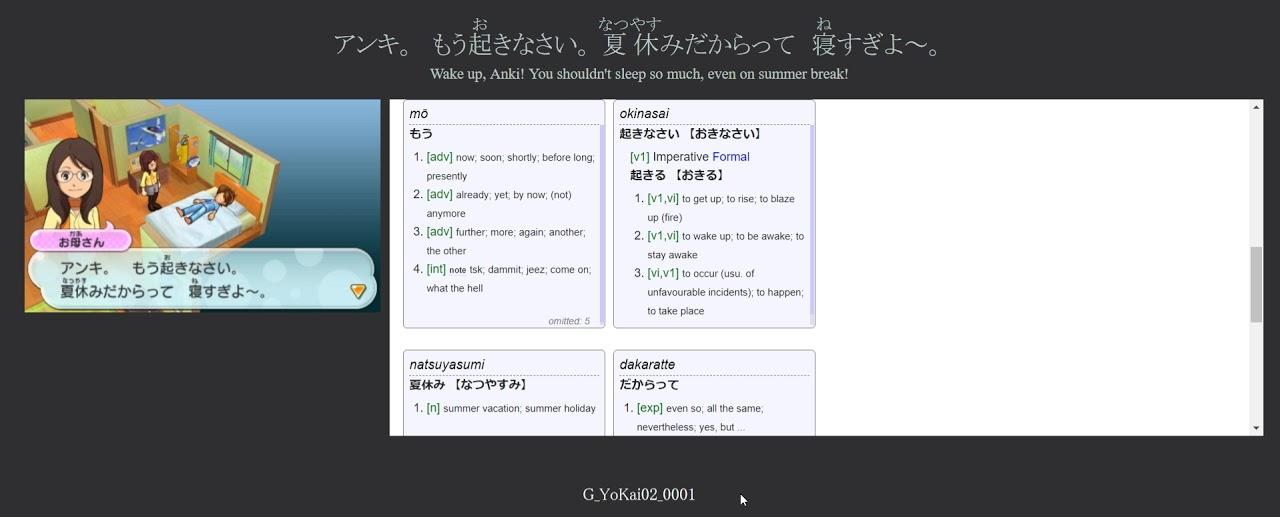 アンキ。 もう起きなさい。夏休みだからって 寝すぎよ〜。
お なつやす ね
Wake up, Anki! You shouldn't sleep so much, even on summer break!
かあ
お母さん
お
アンキ。 もう起きなさい。
なつやす ね
夏休みだからって 寝すぎよ〜。
mō
もう
1. [adv] now; soon; shortly; before long;
presently
2. [adv] already; yet; by now; (not)
anymore
3. [adv] further; more; again; another;
the other
4. [int] note tsk; dammit; jeez; come on;
what the hell
omitted: 5
okinasai
起きなさい 【おきなさい】
[v1] Imperative Formal
起きる 【おきる】
1. [v1,vi] to get up; to rise; to blaze
up (fire)
2. [v1,vi] to wake up; to be awake; to
stay awake
3. [vi,v1] to occur (usu. of
unfavourable incidents); to happen;
to take place
natsuyasumi
夏休み 【なつやすみ】
1. [n] summer vacation; summer holiday
dakaratte
だからって
1. [exp] even so; all the same;
nevertheless; yes, but ...
G_YoKai02_0001